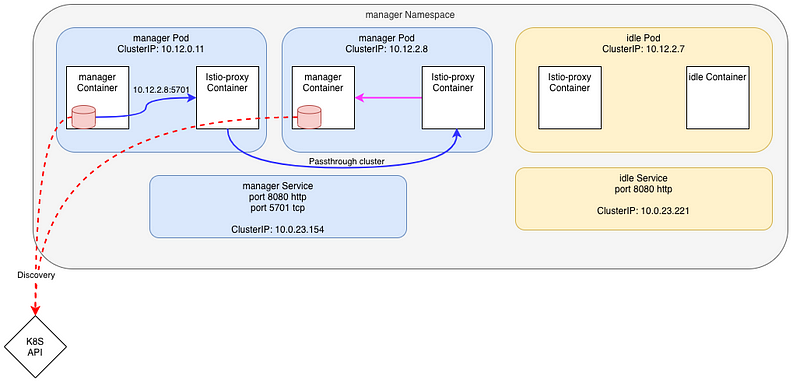 manager Namespace
manager Pod
ClusterIP: 10.12.0.11
manager
Container
10.12.2.8:5701
Istio-proxy
Container
manager Pod
ClusterIP: 10.12.2.8
manager
Container
Istio-proxy
Container
idle Pod
ClusterIP: 10.12.2.7
Istio-proxy
Container
idle Container
Passthrough cluster
manager Service
port 8080 http
port 5701 tcp
ClusterIP: 10.0.23.154
idle Service
port 8080 http
ClusterIP: 10.0.23.221
Discovery
K8S
API